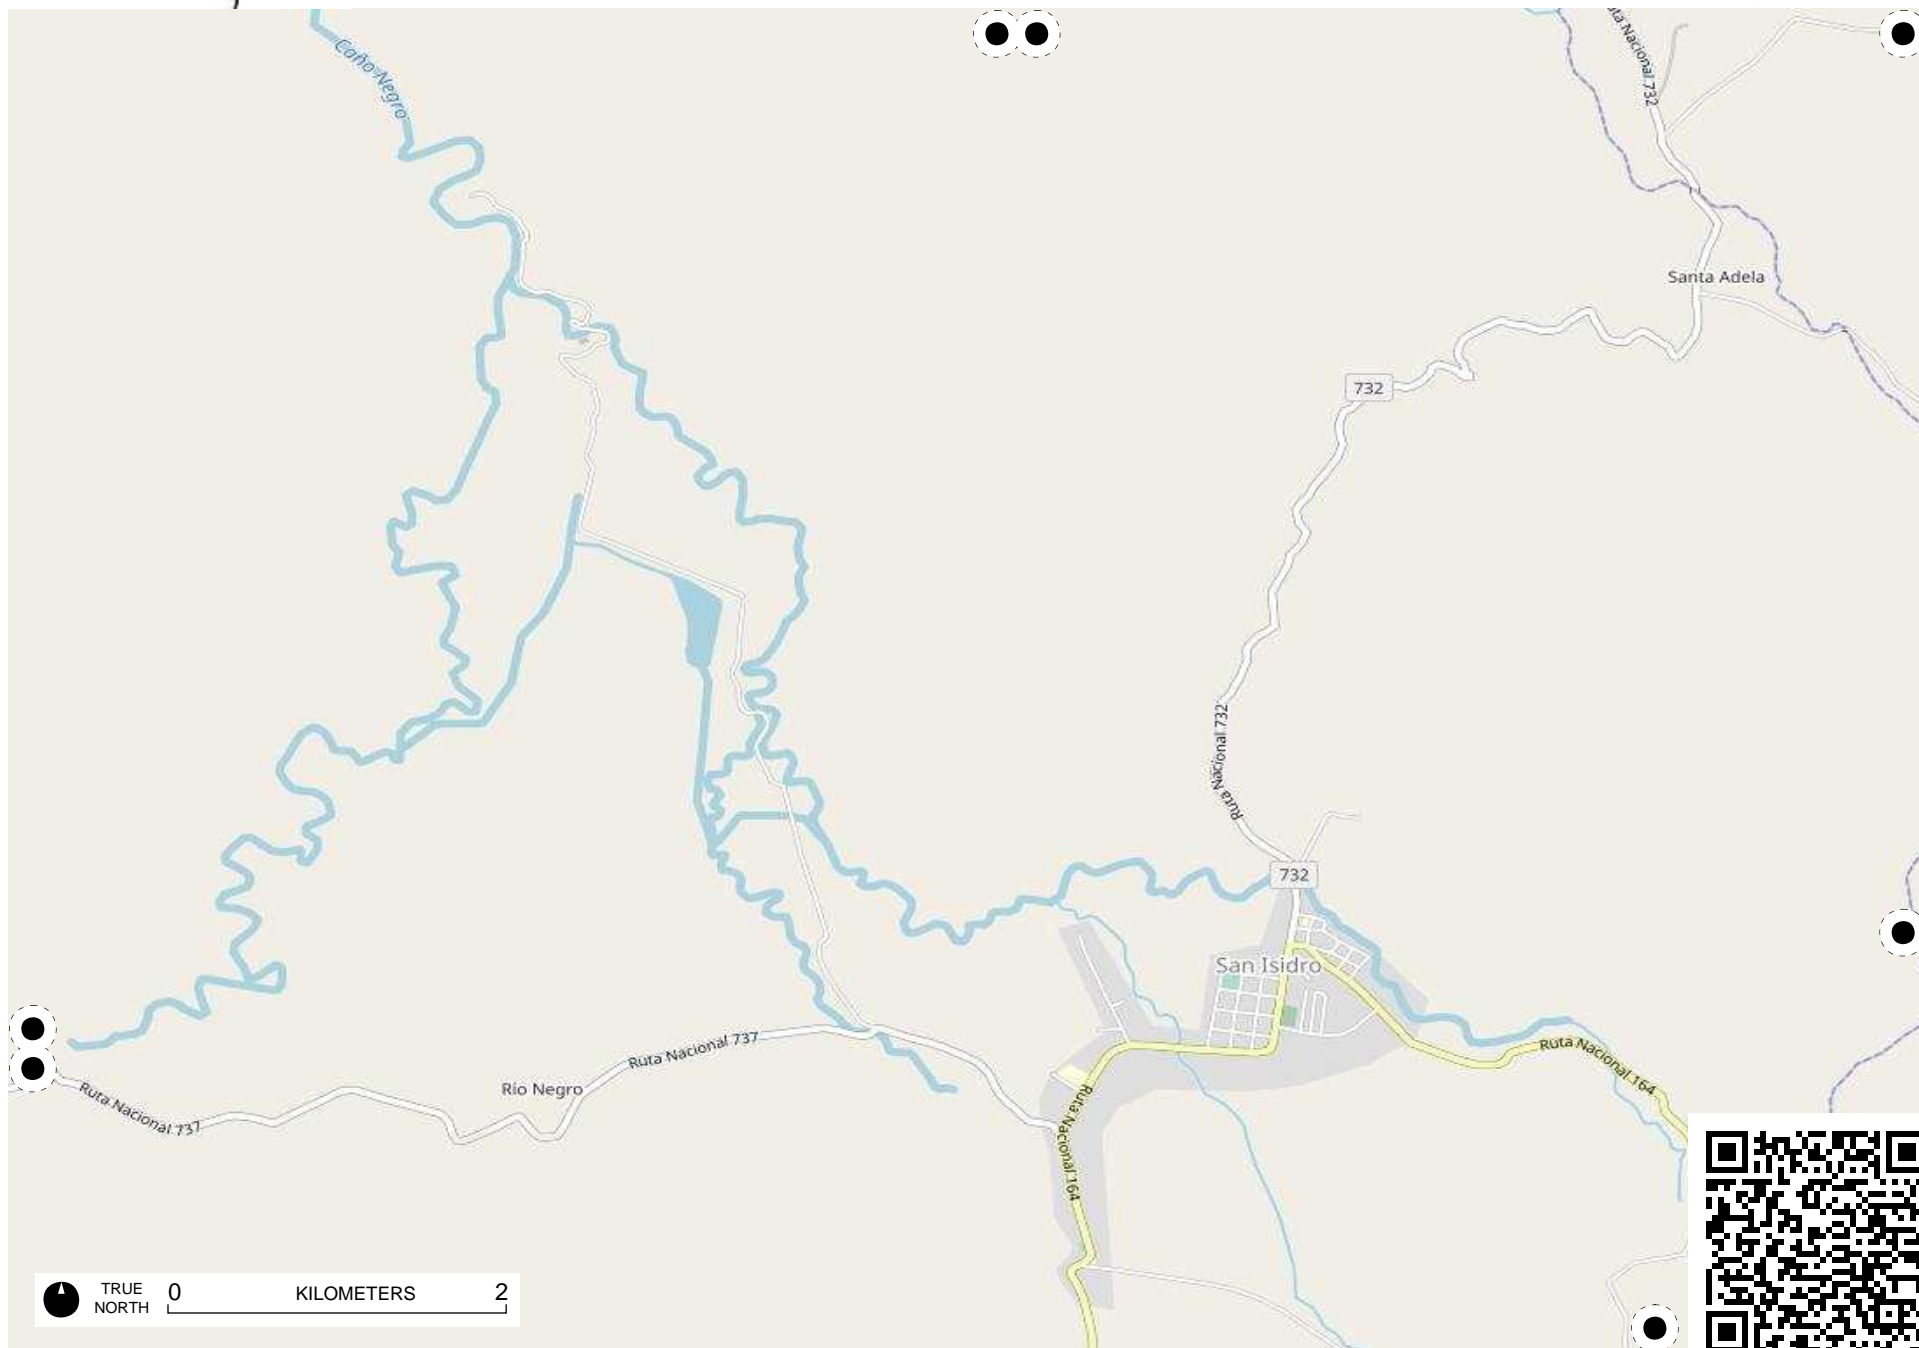 Caño Negro
Ruta Nacional 732
Santa Adela
732
Ruta Nacional 732
732
San Isidro
Ruta Nacional 737
Ruta Nacional 164
Río Negro
Ruta Nacional 737
Ruta Nacional 164
TRUE
NORTH
0 KILOMETERS 2